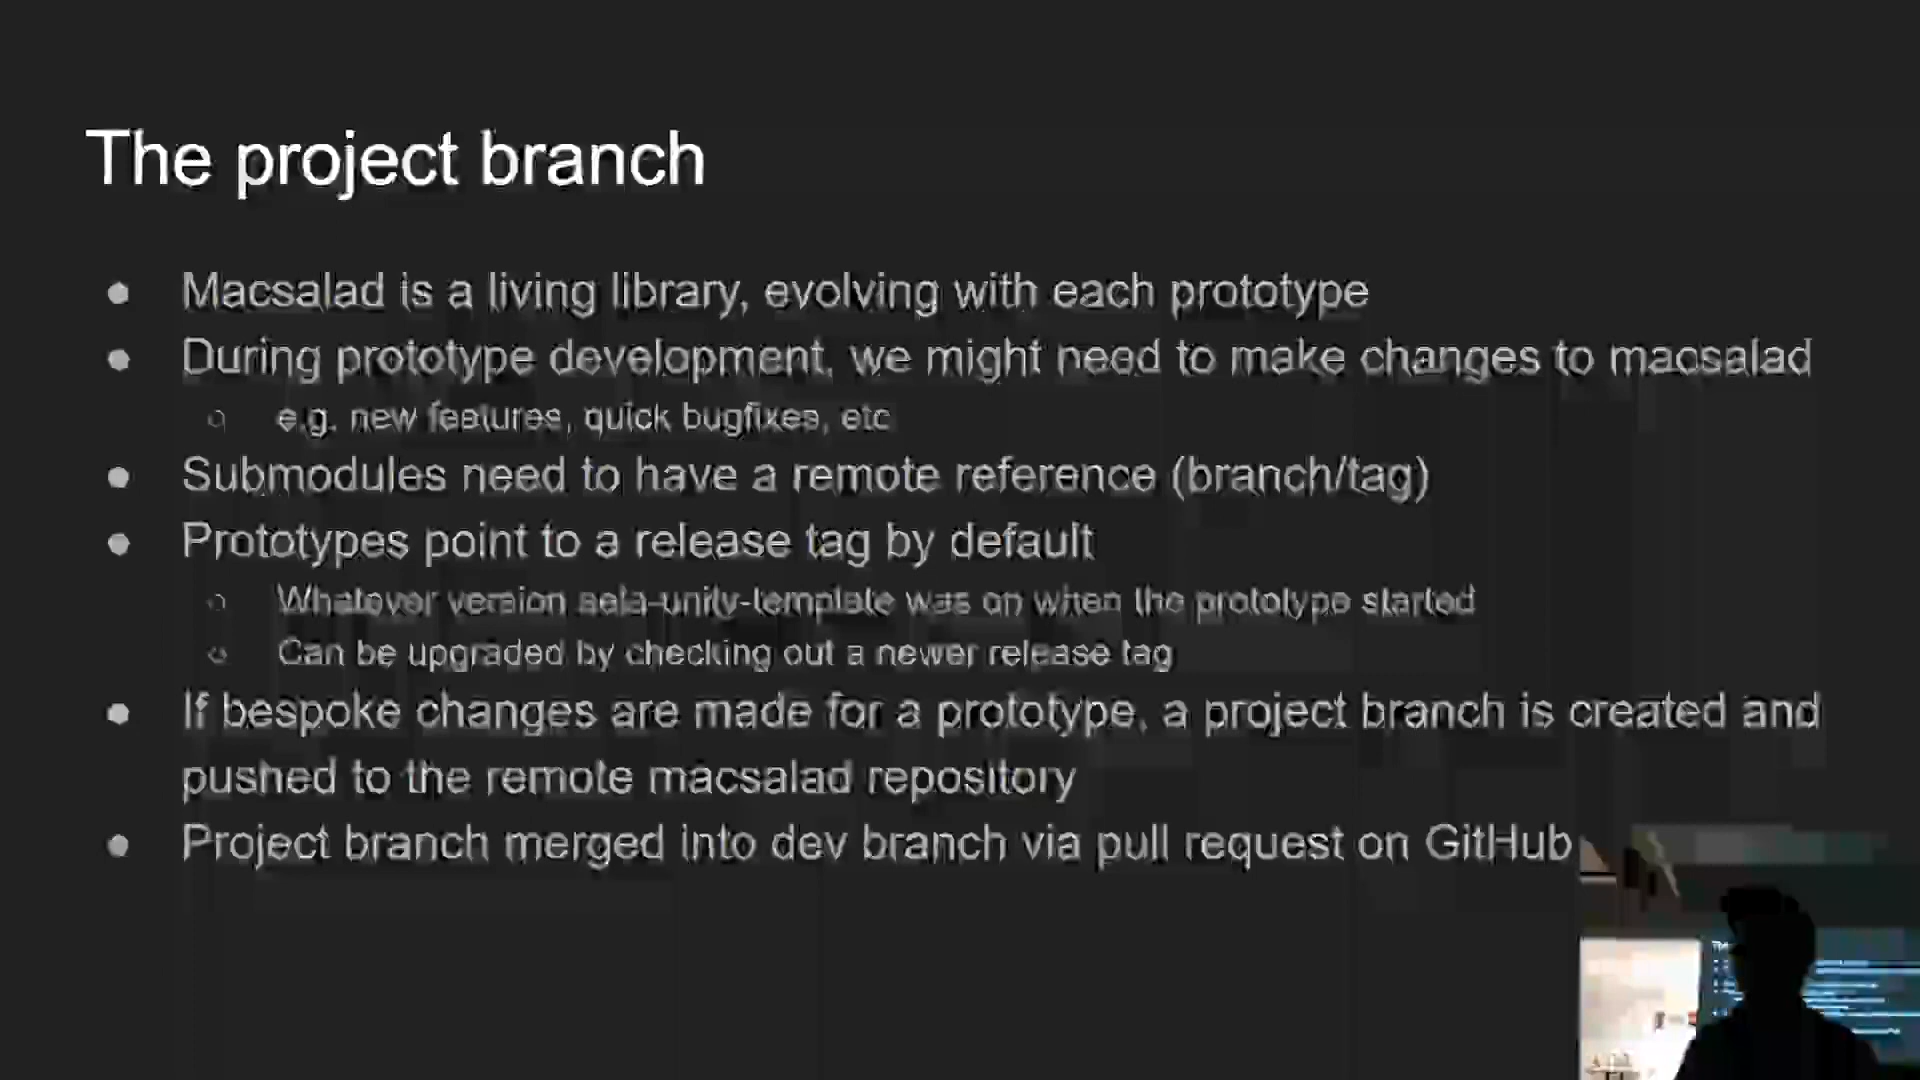 The project branch
● Macsalad is a living library, evolving with each prototype
● During prototype development, we might need to make changes to macsalad
○ e.g. new features, quick bugfixes, etc
● Submodules need to have a remote reference (branch/tag)
● Prototypes point to a release tag by default
○ Whatever version aela-unity-template was on when the prototype started
○ Can be upgraded by checking out a newer release tag
● If bespoke changes are made for a prototype, a project branch is created and
pushed to the remote macsalad repository
● Project branch merged into dev branch via pull request on GitHub